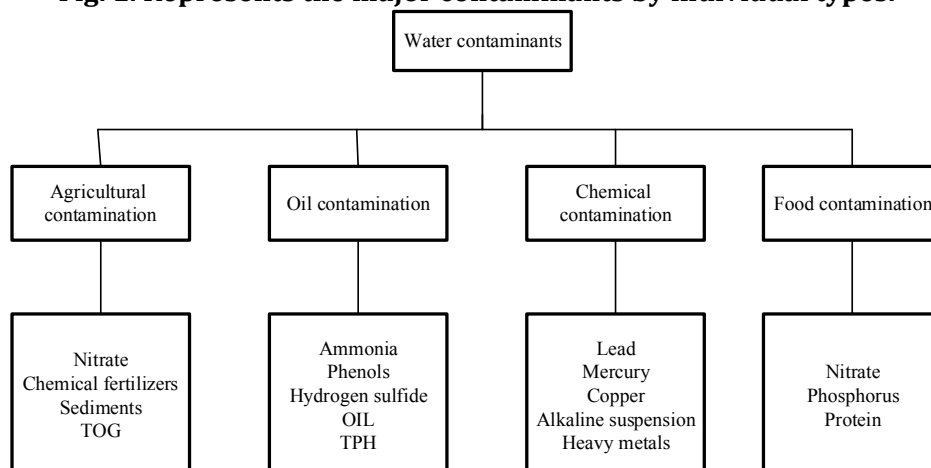 Fig. 1. Represents the major contaminants by individual types.
Water contaminants
Agricultural
contamination
Oil contamination
Chemical
contamination
Food contamination
Nitrate
Chemical fertilizers
Sediments
TOG
Ammonia
Phenols
Hydrogen sulfide
OIL
TPH
Lead
Mercury
Copper
Alkaline suspension
Heavy metals
Nitrate
Phosphorus
Protein